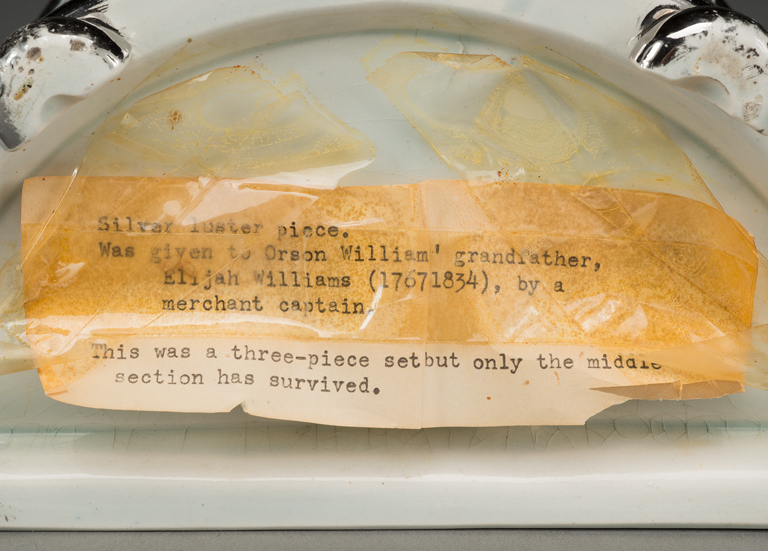 Silver luster piece.
Was given to Orson William' grandfather,
Elijah Williams (17671834), by a
merchant captain.
This was a three-piece setbut only the middle
section has survived.